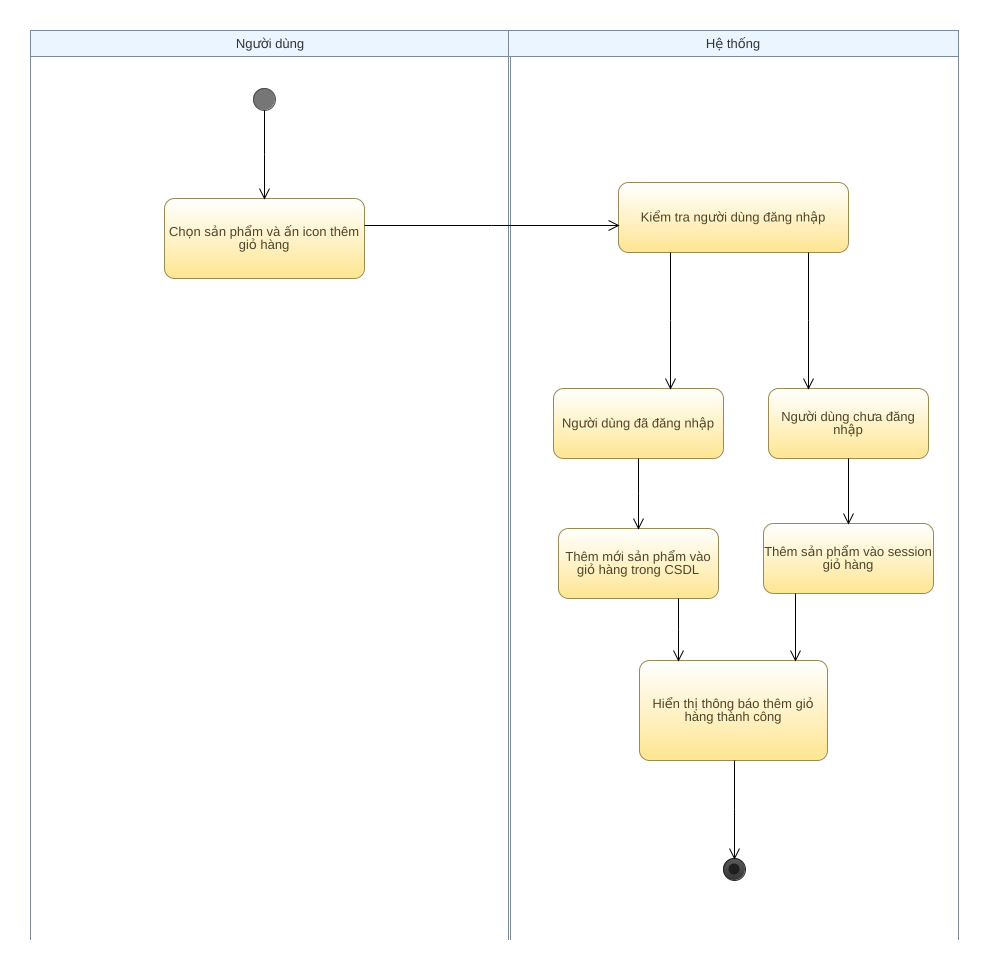 Người dùng
Hệ thống
Chọn sản phẩm và ấn icon thêm
giỏ hàng
Kiểm tra người dùng đăng nhập
Người dùng đã đăng nhập
Người dùng chưa đăng
nhập
Thêm mới sản phẩm vào
giỏ hàng trong CSDL
Thêm sản phẩm vào session
giỏ hàng
Hiển thị thông báo thêm giỏ
hàng thành công